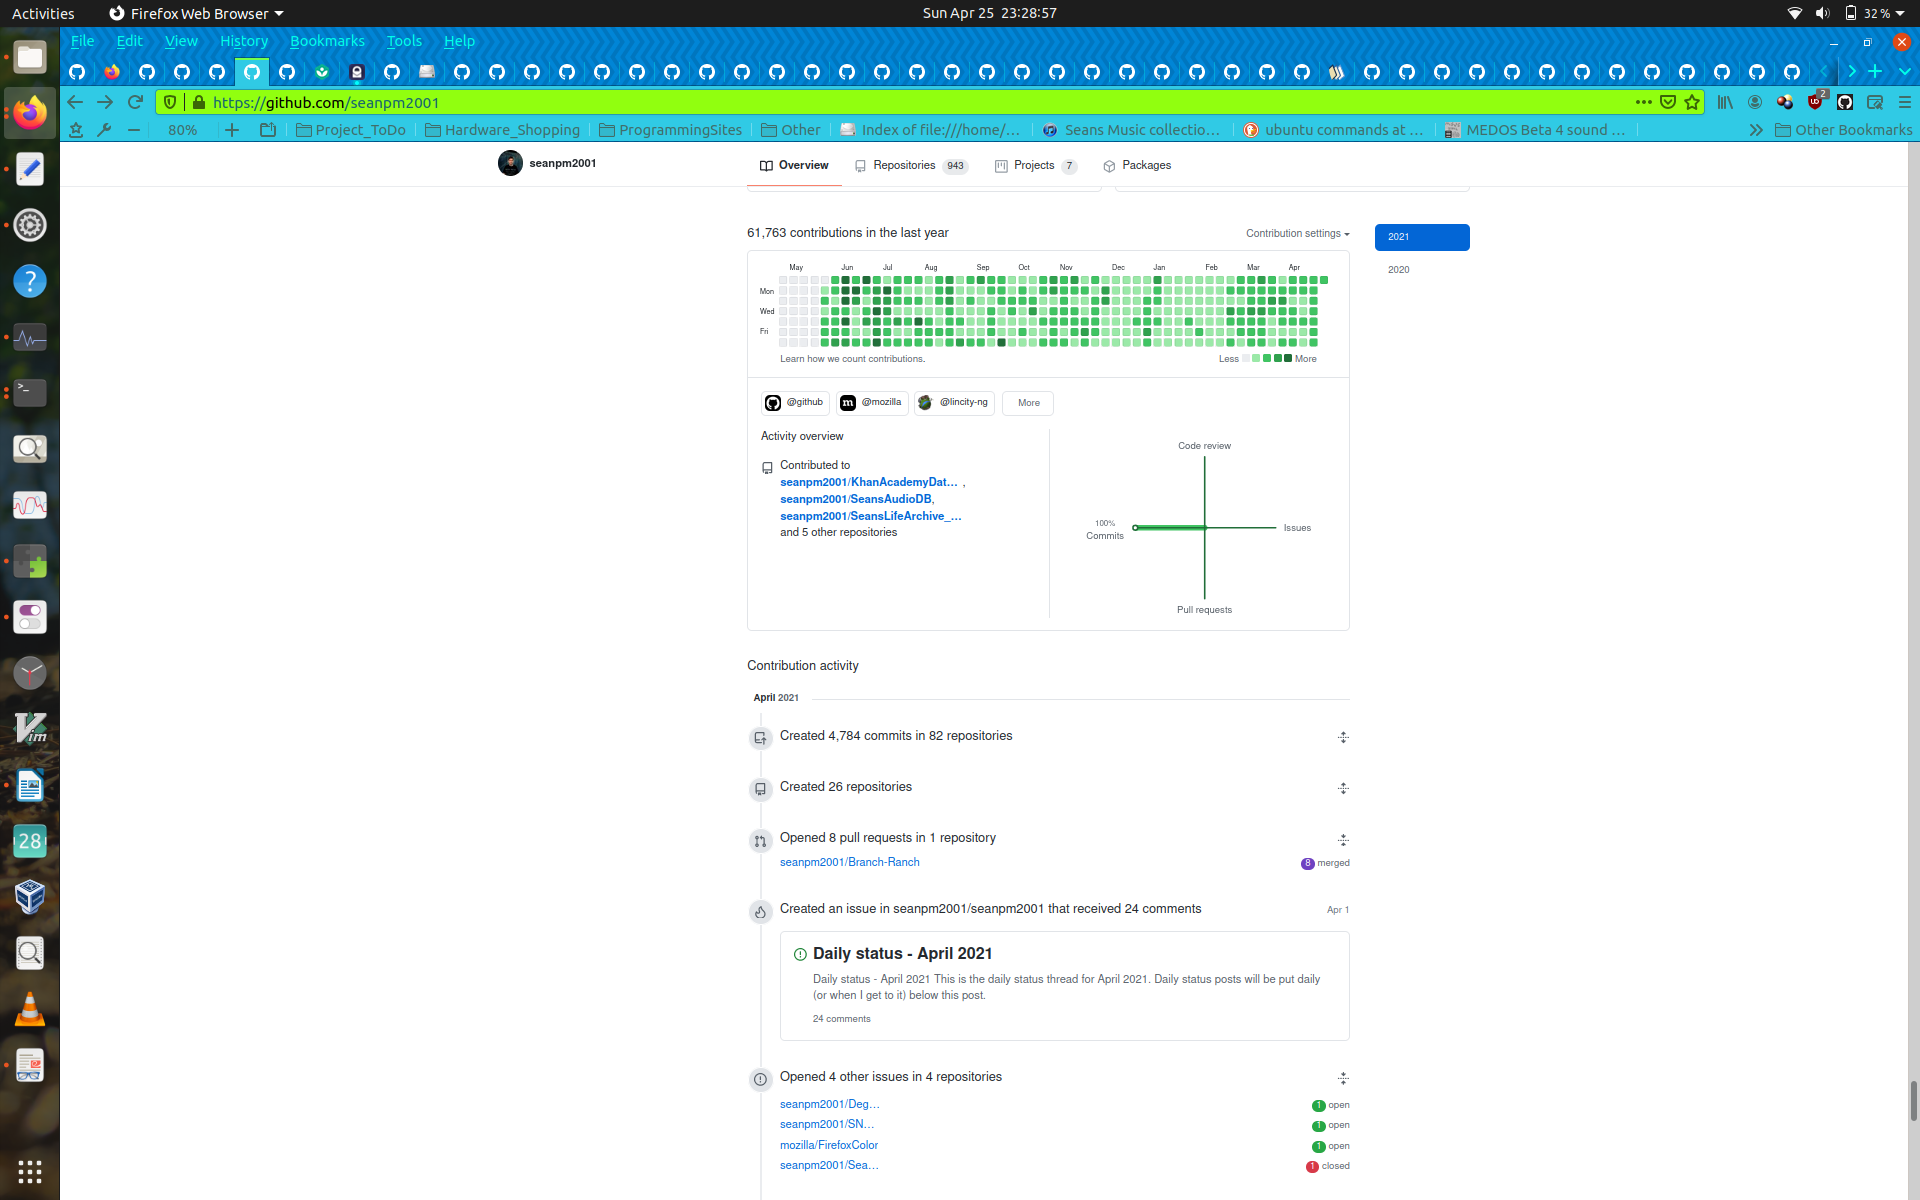 Activities
Firefox Web Browser
Sun Apr 25 23:28:57
32 %
File Edit View History Bookmarks Tools Help
https://github.com/seanpm2001
2
80%
Project_ToDo
Hardware_Shopping
ProgrammingSites
Other
Index of file:///home/...
Seans Music collectio...
ubuntu commands at ...
MEDOS Beta 4 sound ...
Other Bookmarks
seanpm2001
Overview
Repositories 943
Projects 7
Packages
61,763 contributions in the last year
Contribution settings
2021
2020
May Jun Jul Aug Sep Oct Nov Dec Jan Feb Mar Apr
Mon
Wed
Fri
Learn how we count contributions.
Less More
@github
@mozilla
@lincity-ng
More
Activity overview
Contributed to
seanpm2001/KhanAcademyDat... ,
seanpm2001/SeansAudioDB,
seanpm2001/SeansLifeArchive_...
and 5 other repositories
Code review
100%
Commits
Issues
Pull requests
Contribution activity
April 2021
Created 4,784 commits in 82 repositories
Created 26 repositories
Opened 8 pull requests in 1 repository
seanpm2001/Branch-Ranch
8 merged
Created an issue in seanpm2001/seanpm2001 that received 24 comments
Apr 1
Daily status - April 2021
Daily status - April 2021 This is the daily status thread for April 2021. Daily status posts will be put daily
(or when I get to it) below this post.
24 comments
Opened 4 other issues in 4 repositories
seanpm2001/Deg...
1 open
seanpm2001/SN...
1 open
mozilla/FirefoxColor
1 open
seanpm2001/Sea...
1 closed
28